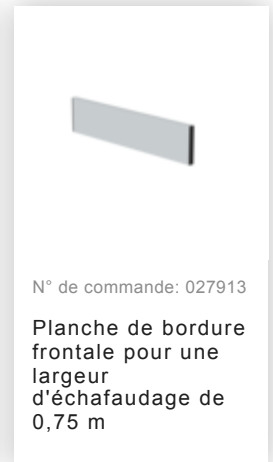 N° de commande: 027913
Planche de bordure
frontale pour une
largeur
d'échafaudage de
0,75 m